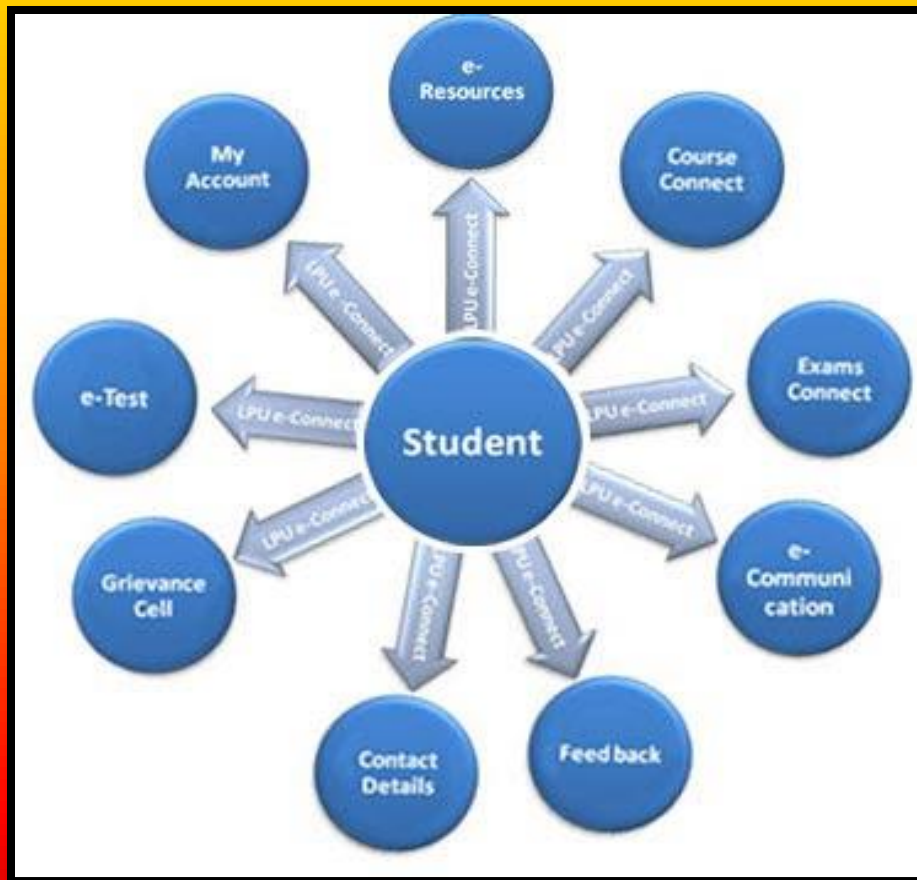 e-
Resources
My
Account
Course
Connect
LPU e-Connect
LPU e -Connect
LPU e-Connect
e-Test
LPU e-Connect
Student
LPU e-Connect
Exams
Connect
LPU e-Connect
LPU e-Connect
Grievance
Cell
LPU e-Connect
LPU e-Connect
e-
Communi
cation
Contact
Details
Feed back